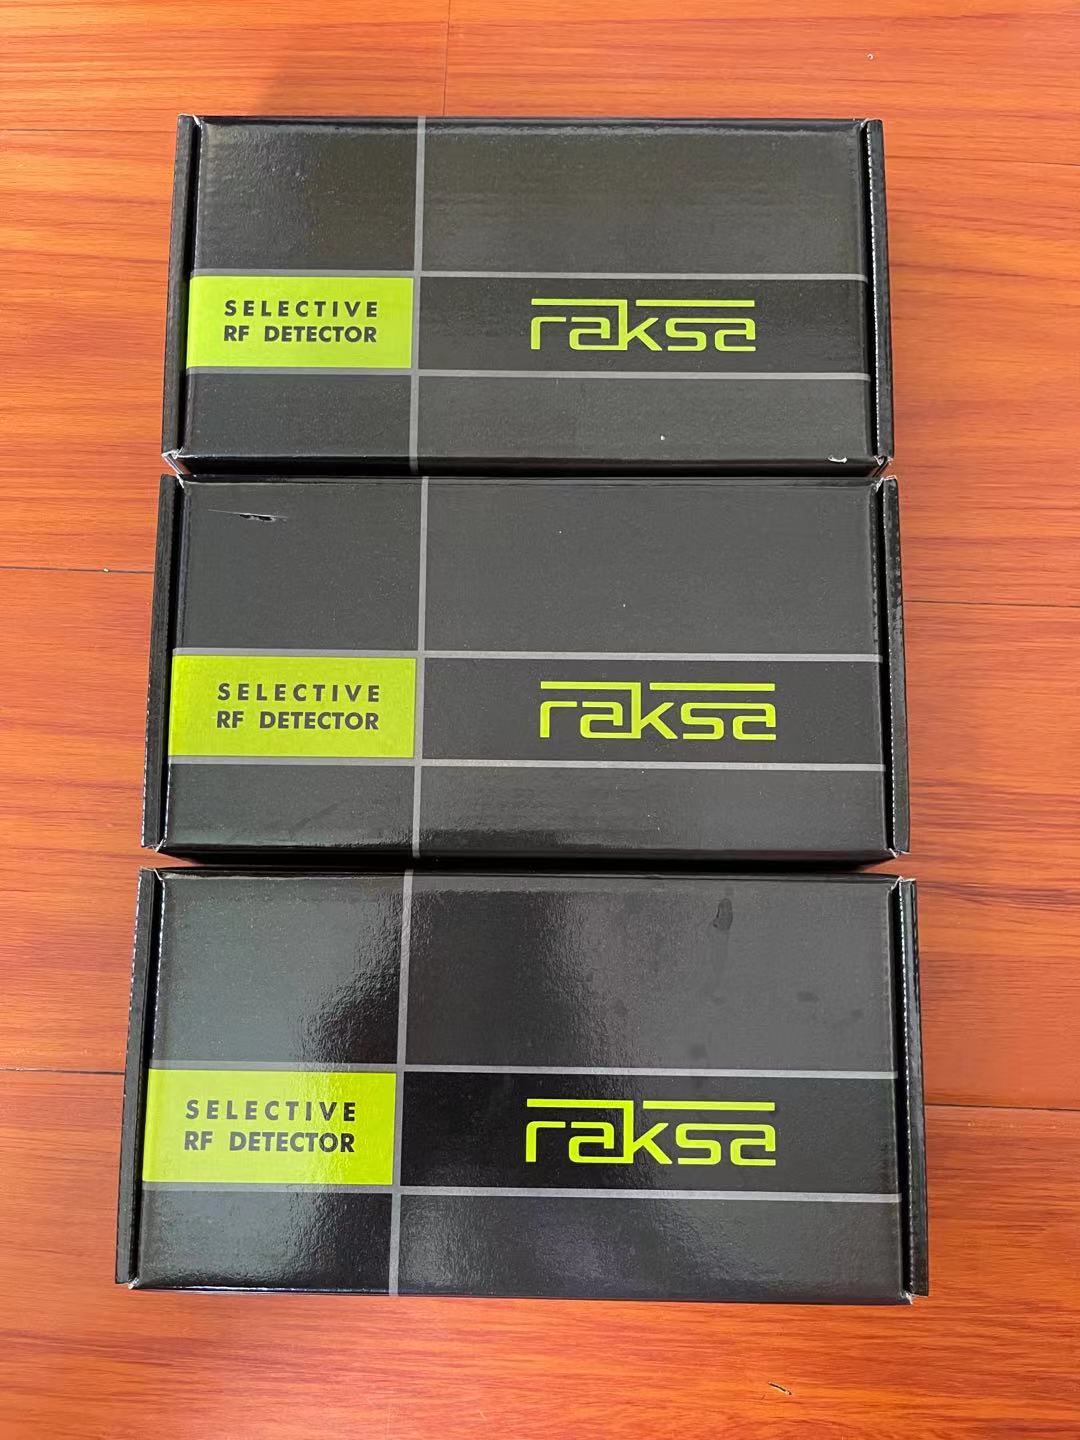 SELECTIVE
RF DETECTOR
raksa
SELECTIVE
RF DETECTOR
raksa
SELECTIVE
RF DETECTOR
raksa